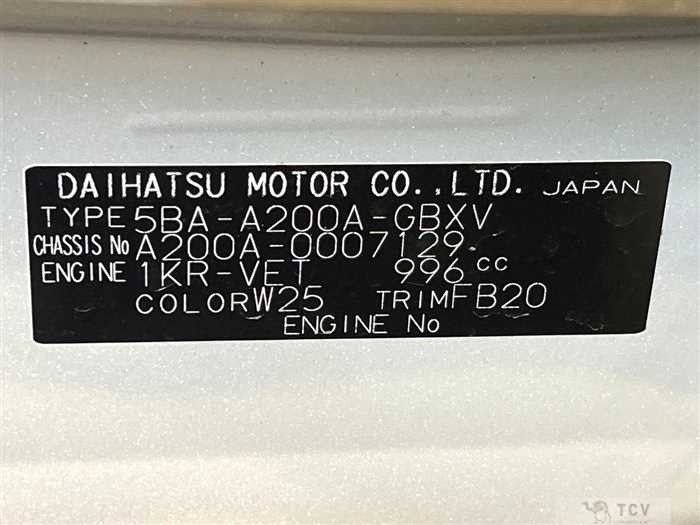 DAIHATSU MOTOR CO.,LTD. JAPAN
TYPE 5BA-A200A-GBXV
CHASSIS No A200A-0007129
ENGINE 1KR-VET 996 cc
COLOR W25 TRIM FB20
ENGINE No
TCV